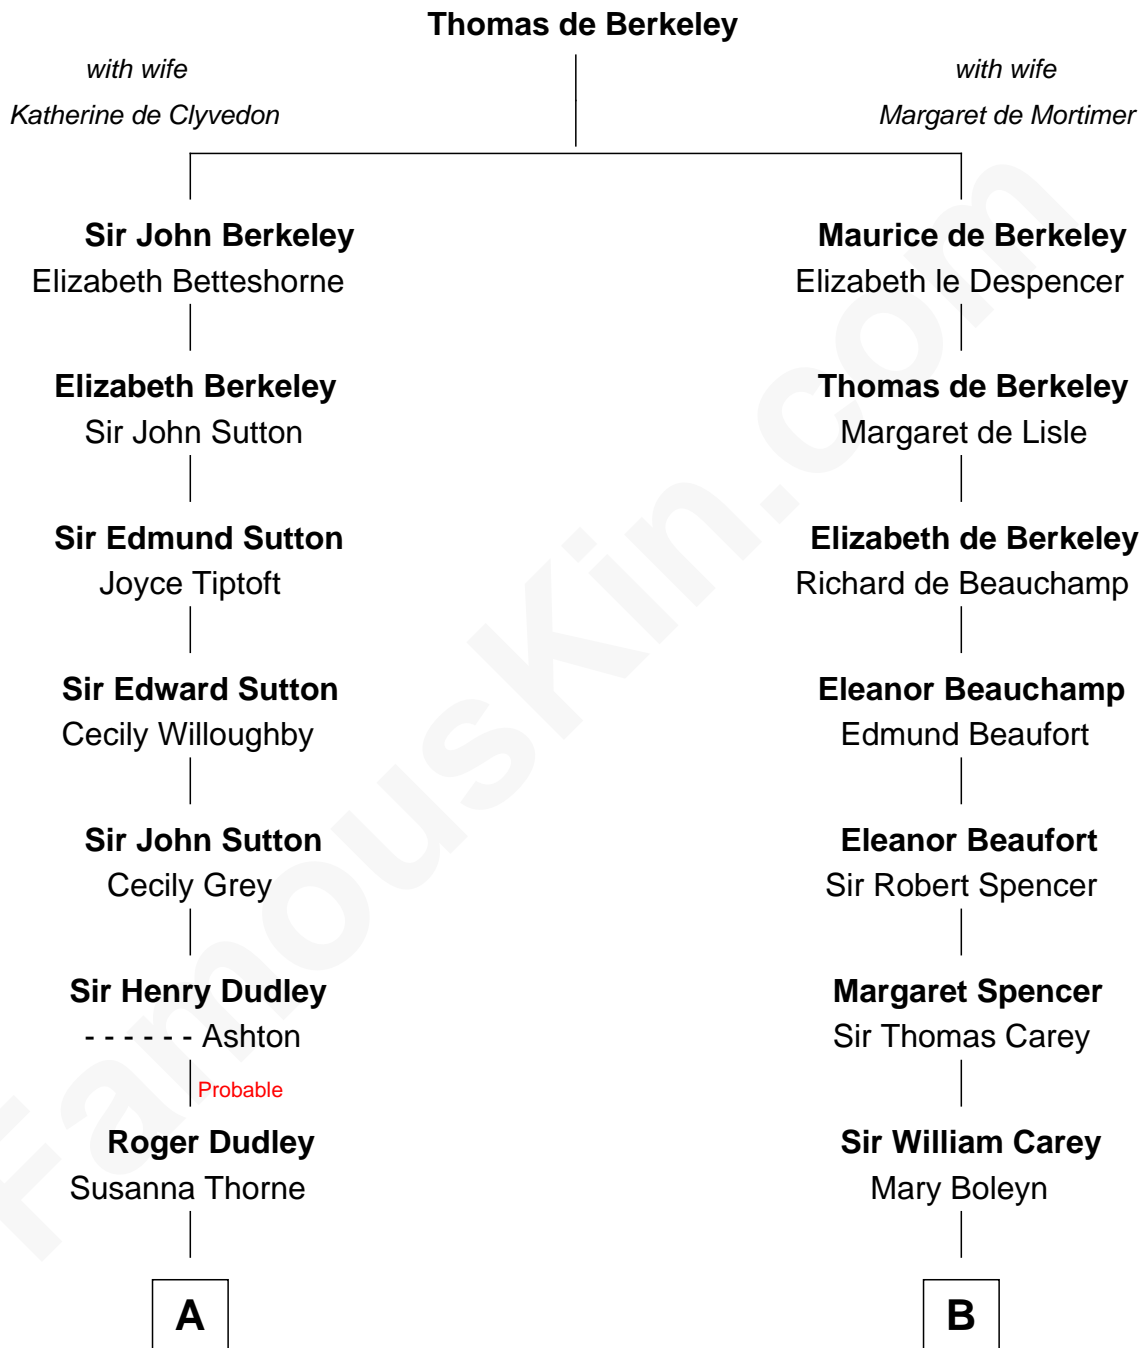 Thomas de Berkeley
with wife
Katherine de Clyvedon
with wife
Margaret de Mortimer
Sir John Berkeley
Elizabeth Betteshorne
Maurice de Berkeley
Elizabeth le Despencer
Elizabeth Berkeley
Sir John Sutton
Thomas de Berkeley
Margaret de Lisle
Sir Edmund Sutton
Joyce Tiptoft
Elizabeth de Berkeley
Richard de Beauchamp
Sir Edward Sutton
Cecily Willoughby
Eleanor Beauchamp
Edmund Beaufort
Sir John Sutton
Cecily Grey
Eleanor Beaufort
Sir Robert Spencer
Sir Henry Dudley
- - - - - - Ashton
Margaret Spencer
Sir Thomas Carey
Probable
Roger Dudley
Susanna Thorne
Sir William Carey
Mary Boleyn
A
B
FamousKin.com